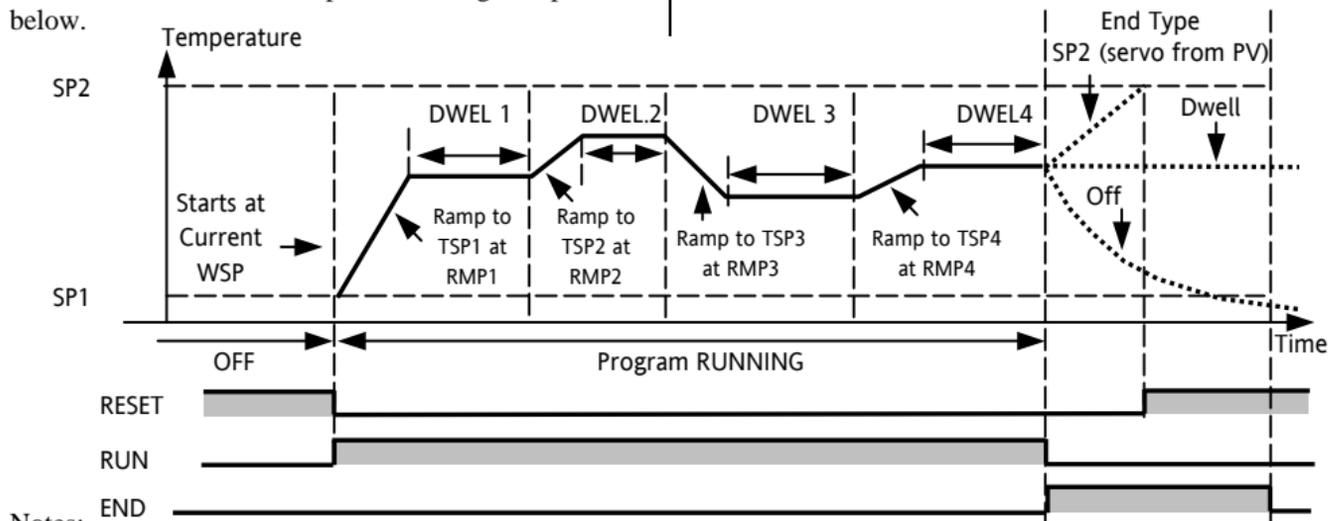 below.
End Type
SP2 (servo from PV)
Temperature
SP2
DWEL 1
DWEL.2
DWEL 3
DWEL4
Dwell
Starts at
Current
WSP
Ramp to
TSP1 at
RMP1
Ramp to
TSP2 at
RMP2
Ramp to TSP3
at RMP3
Ramp to TSP4
at RMP4
Off
SP1
Time
OFF
Program RUNNING
RESET
RUN
END